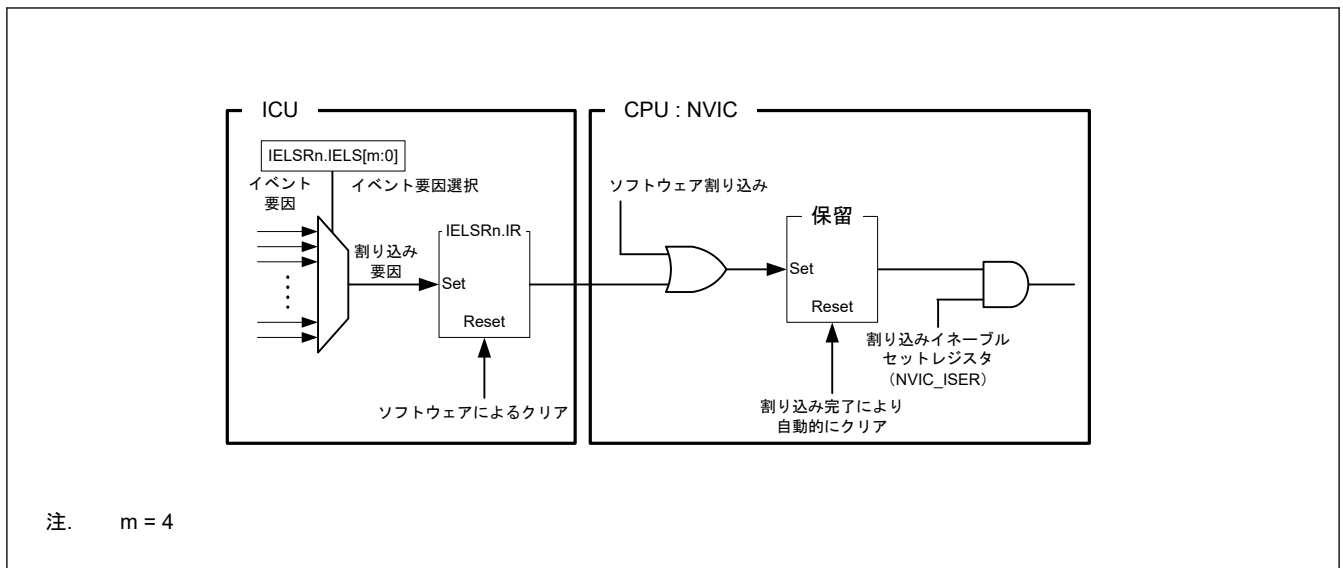 ICU
CPU : NVIC
IELSRn.IELS[m:0]
イベント
要因
イベント要因選択
ソフトウェア割り込み
IELSRn.IR
保留
割り込み
要因
Set
Reset
Set
Reset
ソフトウェアによるクリア
割り込み完了により
自動的にクリア
割り込みイネーブル
セットレジスタ
（NVIC_ISER）
注. m = 4